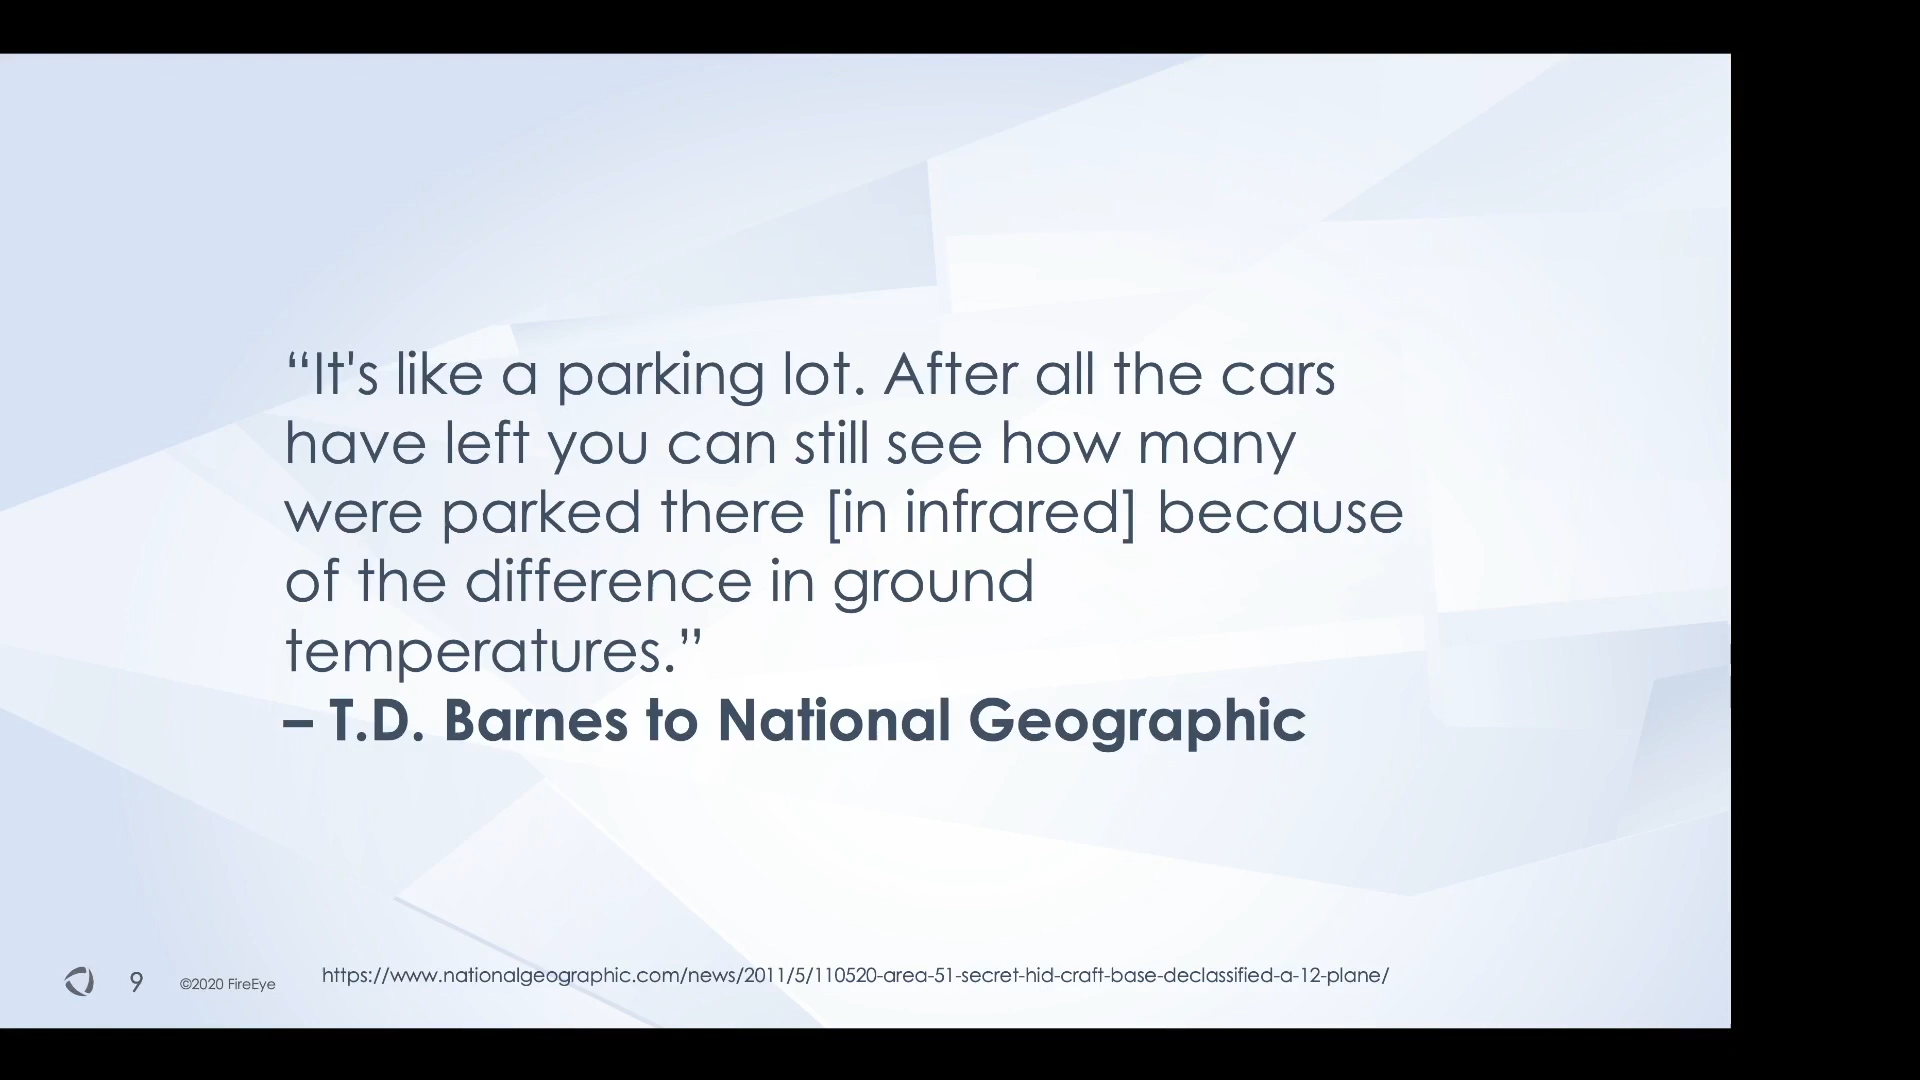 “It's like a parking lot. After all the cars
have left you can still see how many
were parked there [in infrared] because
of the difference in ground
temperatures.”
– T.D. Barnes to National Geographic
9 ©2020 FireEye https://www.nationalgeographic.com/news/2011/5/110520-area-51-secret-hid-craft-base-declassified-a-12-plane/